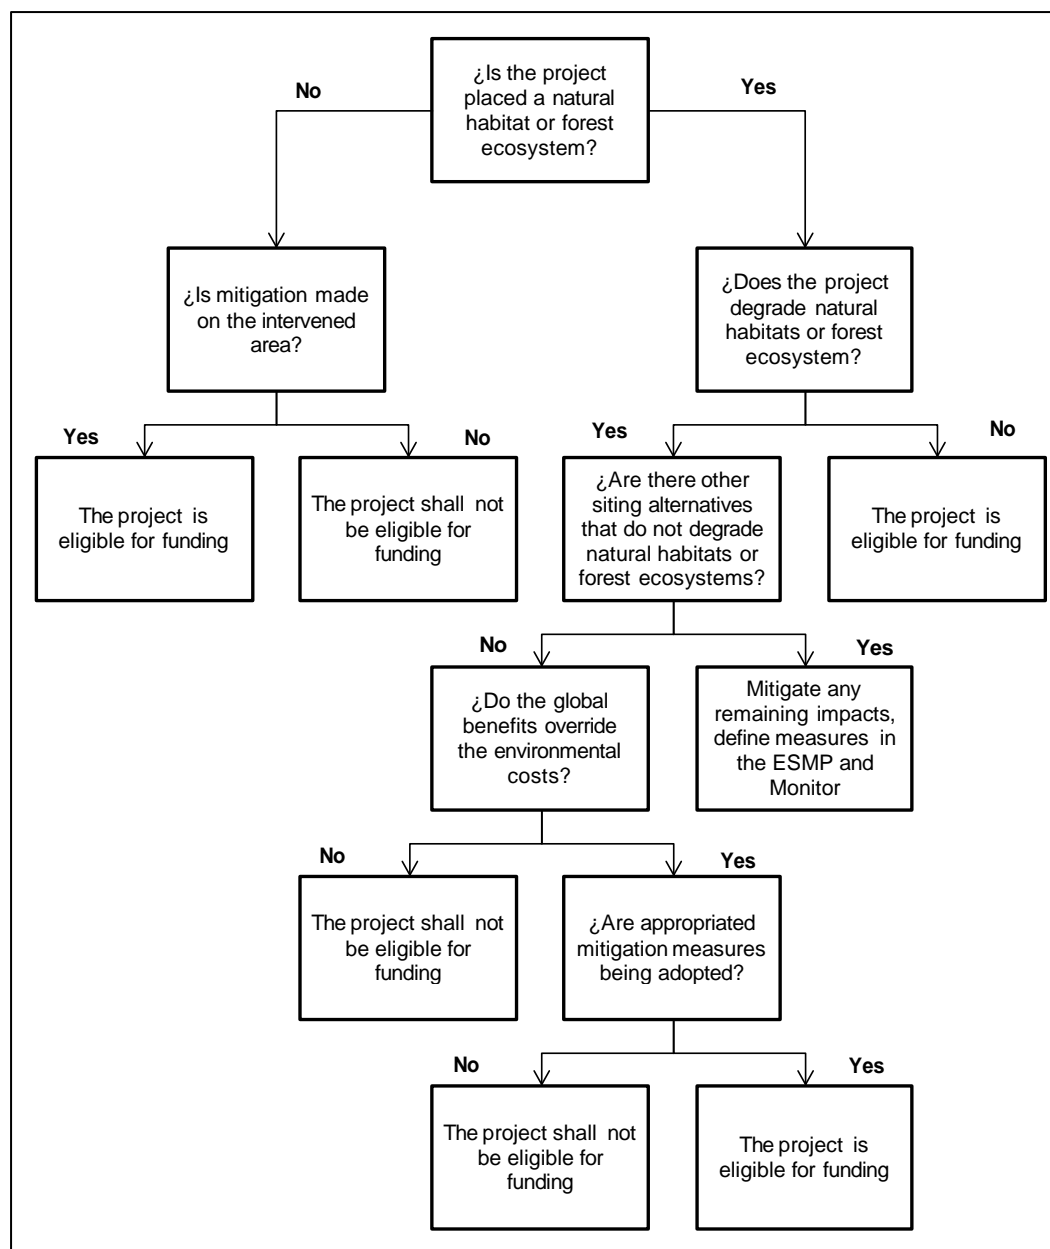 ¿Is the project
placed a natural
habitat or forest
ecosystem?
No
Yes
¿Is mitigation made
on the intervened
area?
¿Does the project
degrade natural
habitats or forest
ecosystem?
Yes
No
Yes
No
The project is
eligible for funding
The project shall not
be eligible for
funding
¿Are there other
siting alternatives
that do not degrade
natural habitats or
forest ecosystems?
The project is
eligible for funding
No
Yes
¿Do the global
benefits override
the environmental
costs?
Mitigate any
remaining impacts,
define measures in
the ESMP and
Monitor
No
Yes
The project shall not
be eligible for
funding
¿Are appropriated
mitigation measures
being adopted?
No
Yes
The project shall not
be eligible for
funding
The project is
eligible for funding